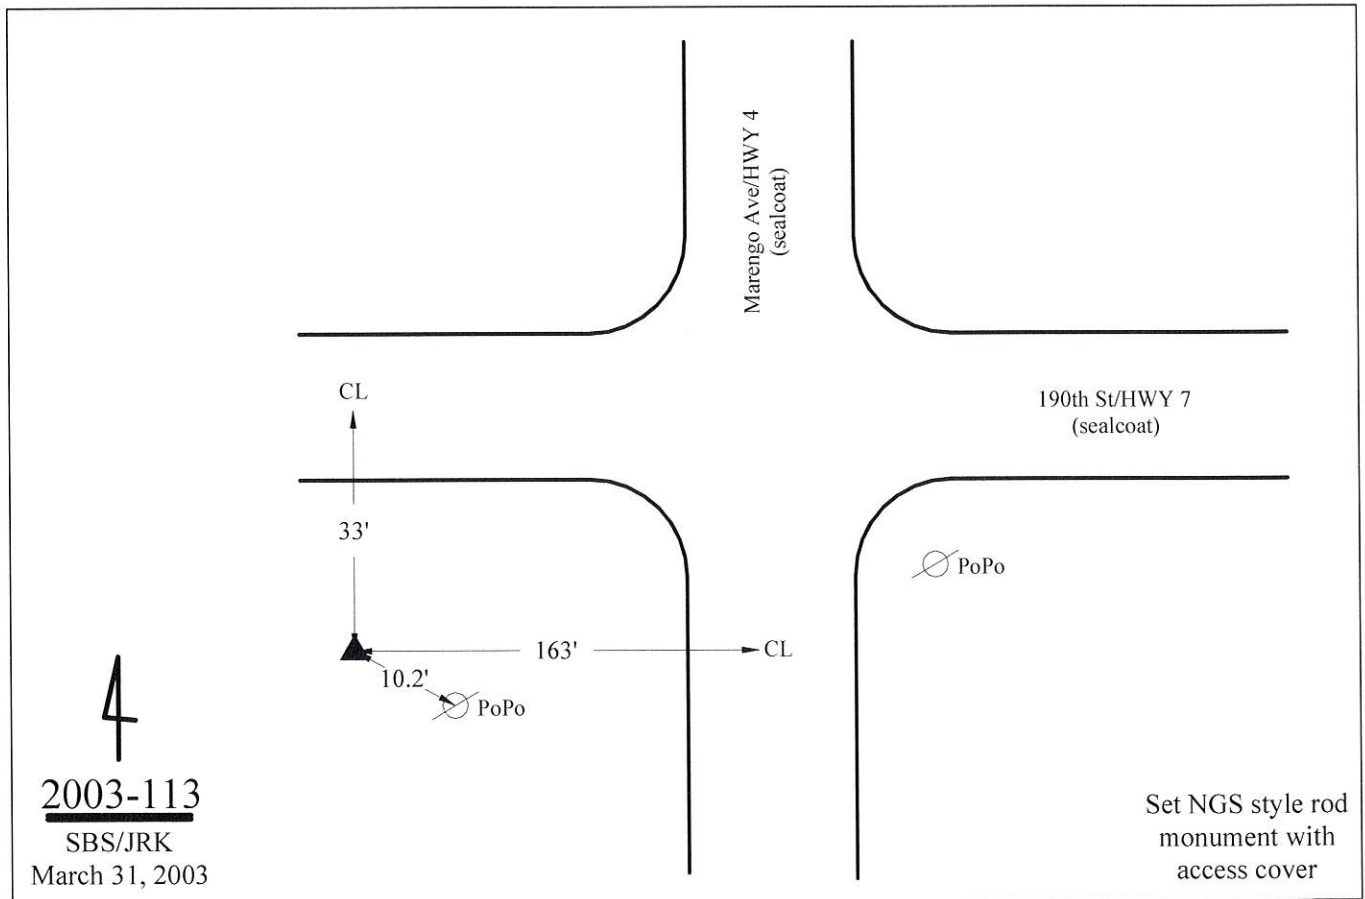 Marengo Ave/HWY 4
(sealcoat)
CL
190th St/HWY 7
(sealcoat)
33'
PoPo
163'
CL
10.2'
PoPo
2003-113
SBS/JRK
March 31, 2003
Set NGS style rod
monument with
access cover